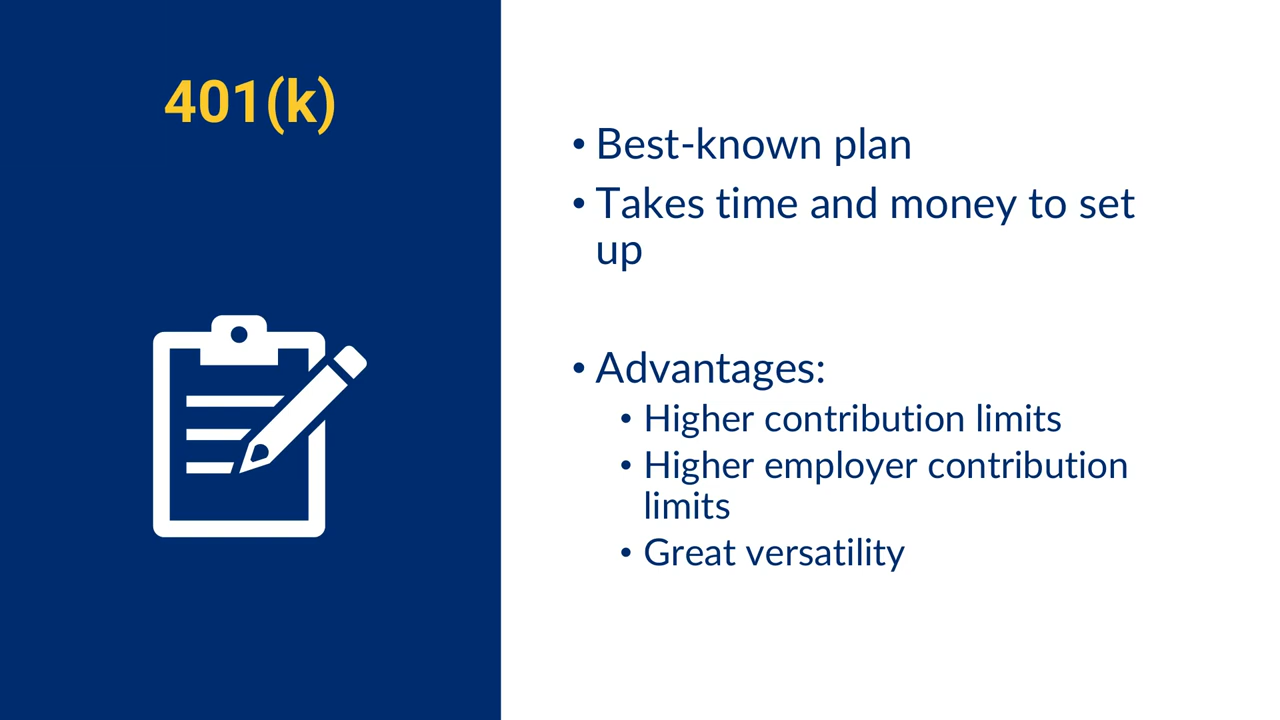 401(k)
• Best-known plan
• Takes time and money to set
up
• Advantages:
• Higher contribution limits
• Higher employer contribution
limits
• Great versatility